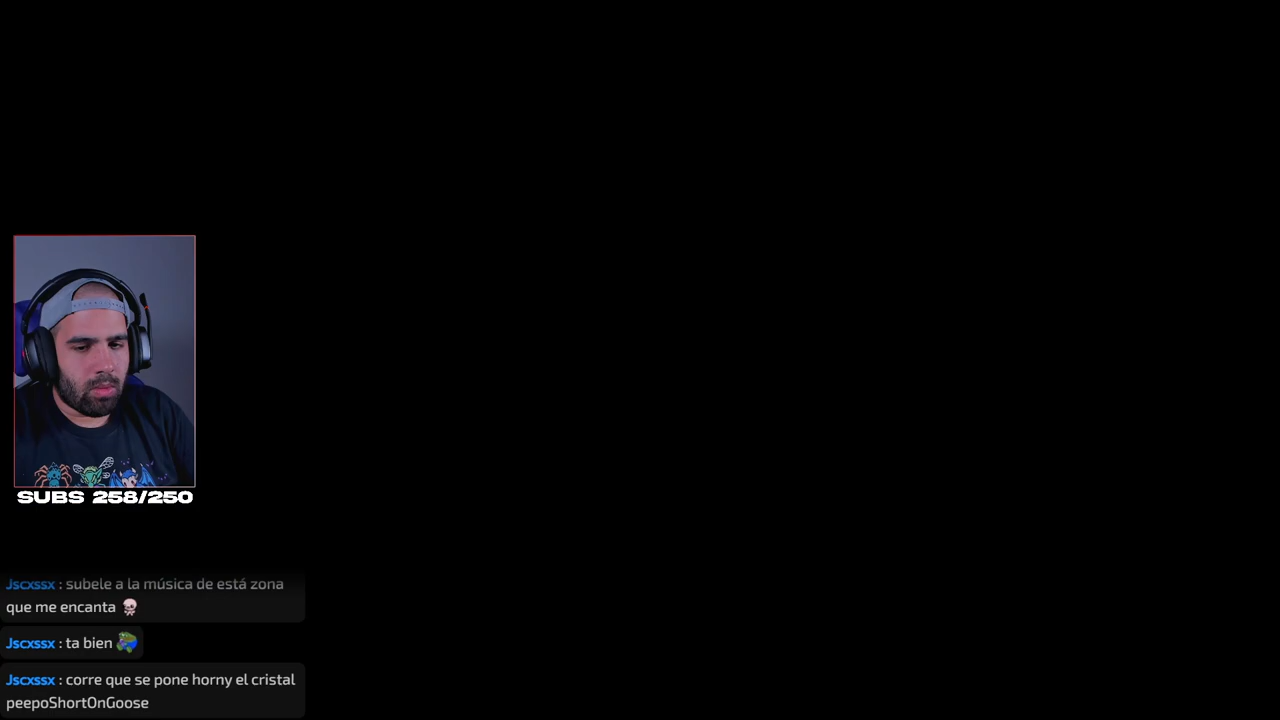 SUBS 258/250
Jscxssx : subele a la música de está zona
que me encanta
Jscxssx : ta bien
Jscxssx : corre que se pone horny el cristal
peepoShortOnGoose